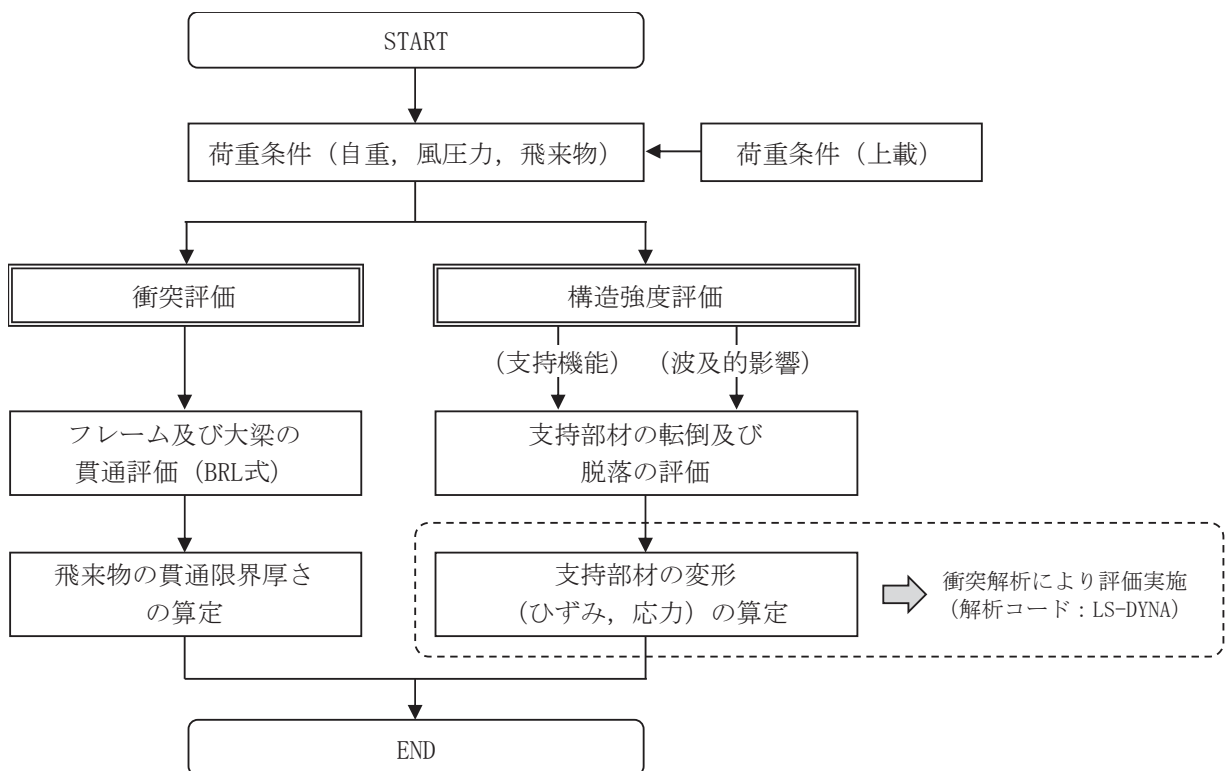 START
荷重条件(自重,風圧力,飛来物)
荷重条件(上載)
衝突評価
構造強度評価
(支持機能)
(波及的影響)
フレーム及び大梁の
貫通評価(BRL式)
支持部材の転倒及び
脱落の評価
飛来物の貫通限界厚さ
の算定
支持部材の変形
(ひずみ,応力)の算定
衝突解析により評価実施
(解析コード:LS-DYNA)
END